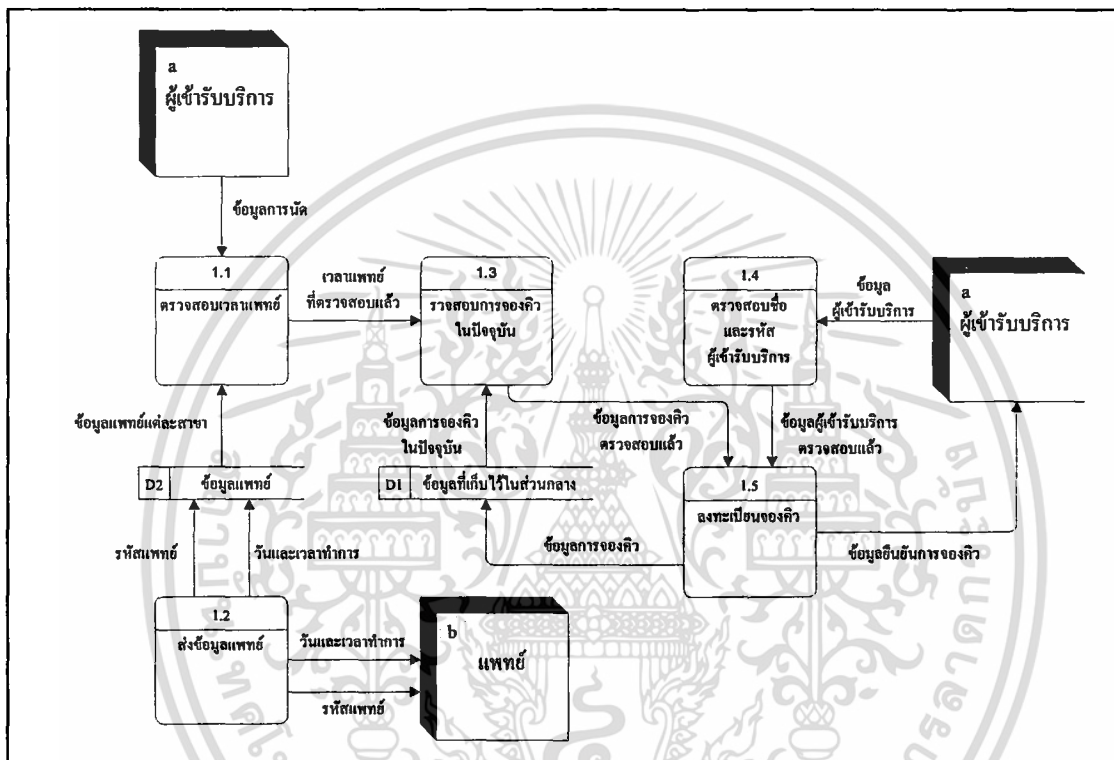 a
ผู้เข้ารับบริการ
ข้อมูลการนัด
1.1
ตรวจสอบเวลาแพทย์
เวลาแพทย์
ที่ตรวจสอบแล้ว
1.3
รวจสอบการจองคิว
ในปัจจุบัน
1.4
ตรวจสอบชื่อ
และรหัส
ผู้เข้ารับบริการ
ข้อมูล
ผู้เข้ารับบริการ
a
ผู้เข้ารับบริการ
ข้อมูลแพทย์แต่ละสาขา
ข้อมูลการจองคิว
ในปัจจุบัน
ข้อมูลการจองคิว
ตรวจสอบแล้ว
ข้อมูลผู้เข้ารับบริการ
ตรวจสอบแล้ว
D2 ข้อมูลแพทย์
D1 ข้อมูลที่เก็บไว้ในส่วนกลาง
1.5
ลงทะเบียนจองคิว
รหัสแพทย์
วันและเวลาทำการ
ข้อมูลการจองคิว
ข้อมูลยืนยันการจองคิว
1.2
ส่งข้อมูลแพทย์
วันและเวลาทำการ
รหัสแพทย์
b
แพทย์